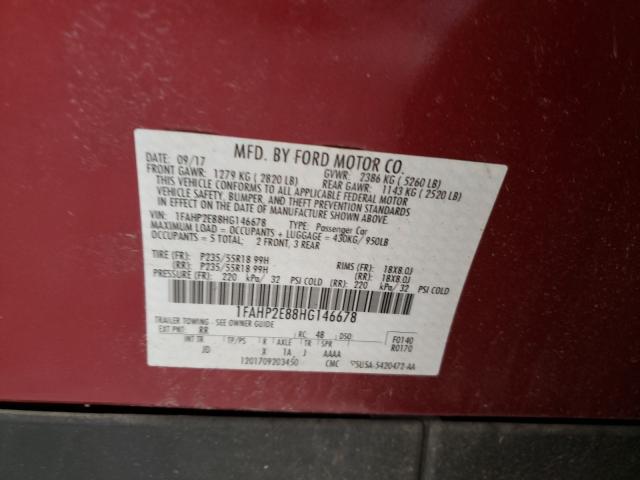 MFD. BY FORD MOTOR CO.
DATE: 09/17 GVWR: 2386 KG ( 5260 LB)
FRONT GAWR: 1279 KG ( 2820 LB) REAR GAWR: 1143 KG ( 2520 LB)
THIS VEHICLE CONFORMS TO ALL APPLICABLE FEDERAL MOTOR
VEHICLE SAFETY, BUMPER, AND THEFT PREVENTION STANDARDS
IN EFFECT ON THE DATE OF MANUFACTURE SHOWN ABOVE.
VIN: 1FAHP2E88HG146678 TYPE: Passenger Car
MAXIMUM LOAD = OCCUPANTS + LUGGAGE = 430KG/ 950LB
OCCUPANTS = 5 TOTAL; 2 FRONT, 3 REAR
TIRE (FR): P235/55R18 99H RIMS (FR): 18X8.0J
(RR): P235/55R18 99H (RR): 18X8.0J
PRESSURE (FR): 220 kPa/ 32 PSI COLD (RR): 220 kPa/ 32 PSI COLD
1FAHP2E88HG146678
TRAILER TOWING - SEE OWNER GUIDE
EXT PNT: RR RC: 48 DSO: F0140
R0170
INT TR TP/PS R AXLE TR SPR
JD X 1A J AAAA
1201709203450 CMC 5USA-5420472-AA